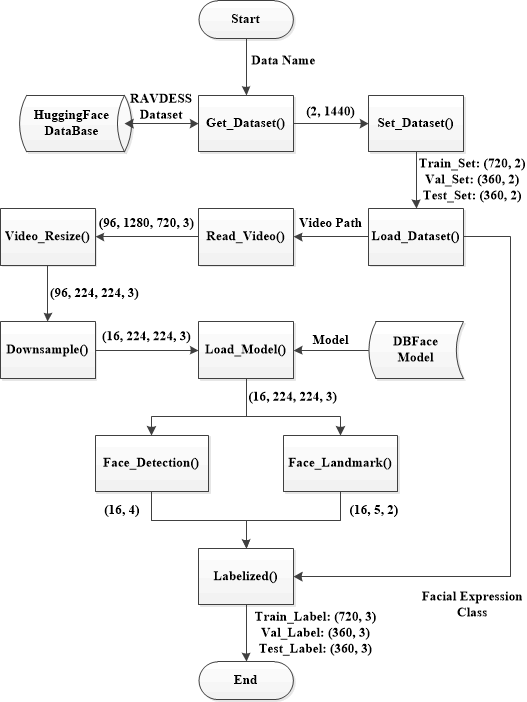 Start
Data Name
HuggingFace
DataBase
RAVDESS
Dataset
Get_Dataset()
(2, 1440)
Set_Dataset()
Train_Set: (720, 2)
Val_Set: (360, 2)
Test_Set: (360, 2)
Video_Resize()
(96, 1280, 720, 3)
Read_Video()
Video Path
Load_Dataset()
(96, 224, 224, 3)
Downsample()
(16, 224, 224, 3)
Load_Model()
Model
DBFace
Model
(16, 224, 224, 3)
Face_Detection()
Face_Landmark()
(16, 4)
(16, 5, 2)
Labelized()
Facial Expression
Class
Train_Label: (720, 3)
Val_Label: (360, 3)
Test_Label: (360, 3)
End